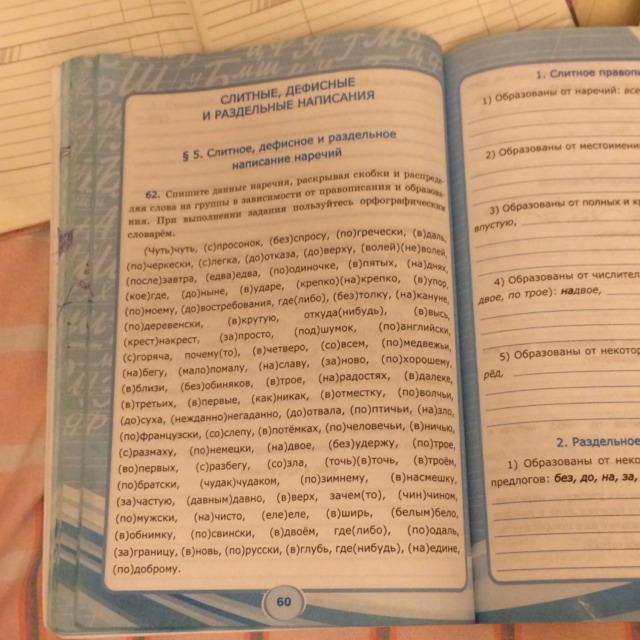 СЛИТНЫЕ, ДЕФИСНЫЕ
И РАЗДЕЛЬНЫЕ НАПИСАНИЯ
§ 5. Слитное, дефисное и раздельное
написание наречий
62. Спишите данные наречия, раскрывая скобки и распреде-
ляя слова на группы в зависимости от правописания и образова-
ния. При выполнении задания пользуйтесь орфографическим
словарём.
(Чуть)чуть, (с)просонок, (без)спросу, (по)гречески, (в)даль,
(по)черкески, (с)легка, (до)отказа, (до)верху, (волей)(не)волей,
(после)завтра, (едва)едва, (по)одиночке, (в)пятых, (на)днях,
(кое)где, (до)ныне, (в)ударе, (крепко)(на)крепко, (в)упор,
(по)моему, (до)востребования, где(либо), (без)толку, (на)кануне,
(по)деревенски, (в)крутую, откуда(нибудь), (в)высь,
(крест)накрест, (за)просто, (под)шумок, (по)английски,
(с)горяча, почему(то), (в)четверо, (со)всем, (по)медвежьи,
(на)бегу, (мало)помалу, (на)славу, (за)ново, (по)хорошему,
(в)близи, (без)обиняков, (в)трое, (на)радостях, (в)далеке,
(в)третьих, (в)первые, (как)никак, (в)отместку, (по)волчьи,
(до)суха, (нежданно)негаданно, (до)отвала, (по)птичьи, (на)зло,
(по)французски, (со)слепу, (в)потёмках, (по)человечьи, (в)ничью,
(с)размаху, (по)немецки, (на)двое, (без)удержу, (по)трое,
(во)первых, (с)разбегу, (со)зла, (точь)(в)точь, (в)троём,
(по)братски, (чудак)чудаком, (по)зимнему, (в)насмешку,
(за)частую, (давным)давно, (в)верх, зачем(то), (чин)чином,
(по)мужски, (на)чисто, (еле)еле, (в)ширь, (белым)бело,
(в)обнимку, (по)свински, (в)двоём, где(либо), (по)одаль,
(за)границу, (в)новь, (по)русски, (в)глубь, где(нибудь), (на)едине,
(по)доброму.
60
1. Слитное
1) Образованы от наречий:
2) Образованы от
3) Образованы от полных и
впустую,
4) Образованы от
двое, по трое): надвое,
5) Образованы от
рёд,
2. Раздельное
1) Образованы от
предлогов: без, до, на, за,